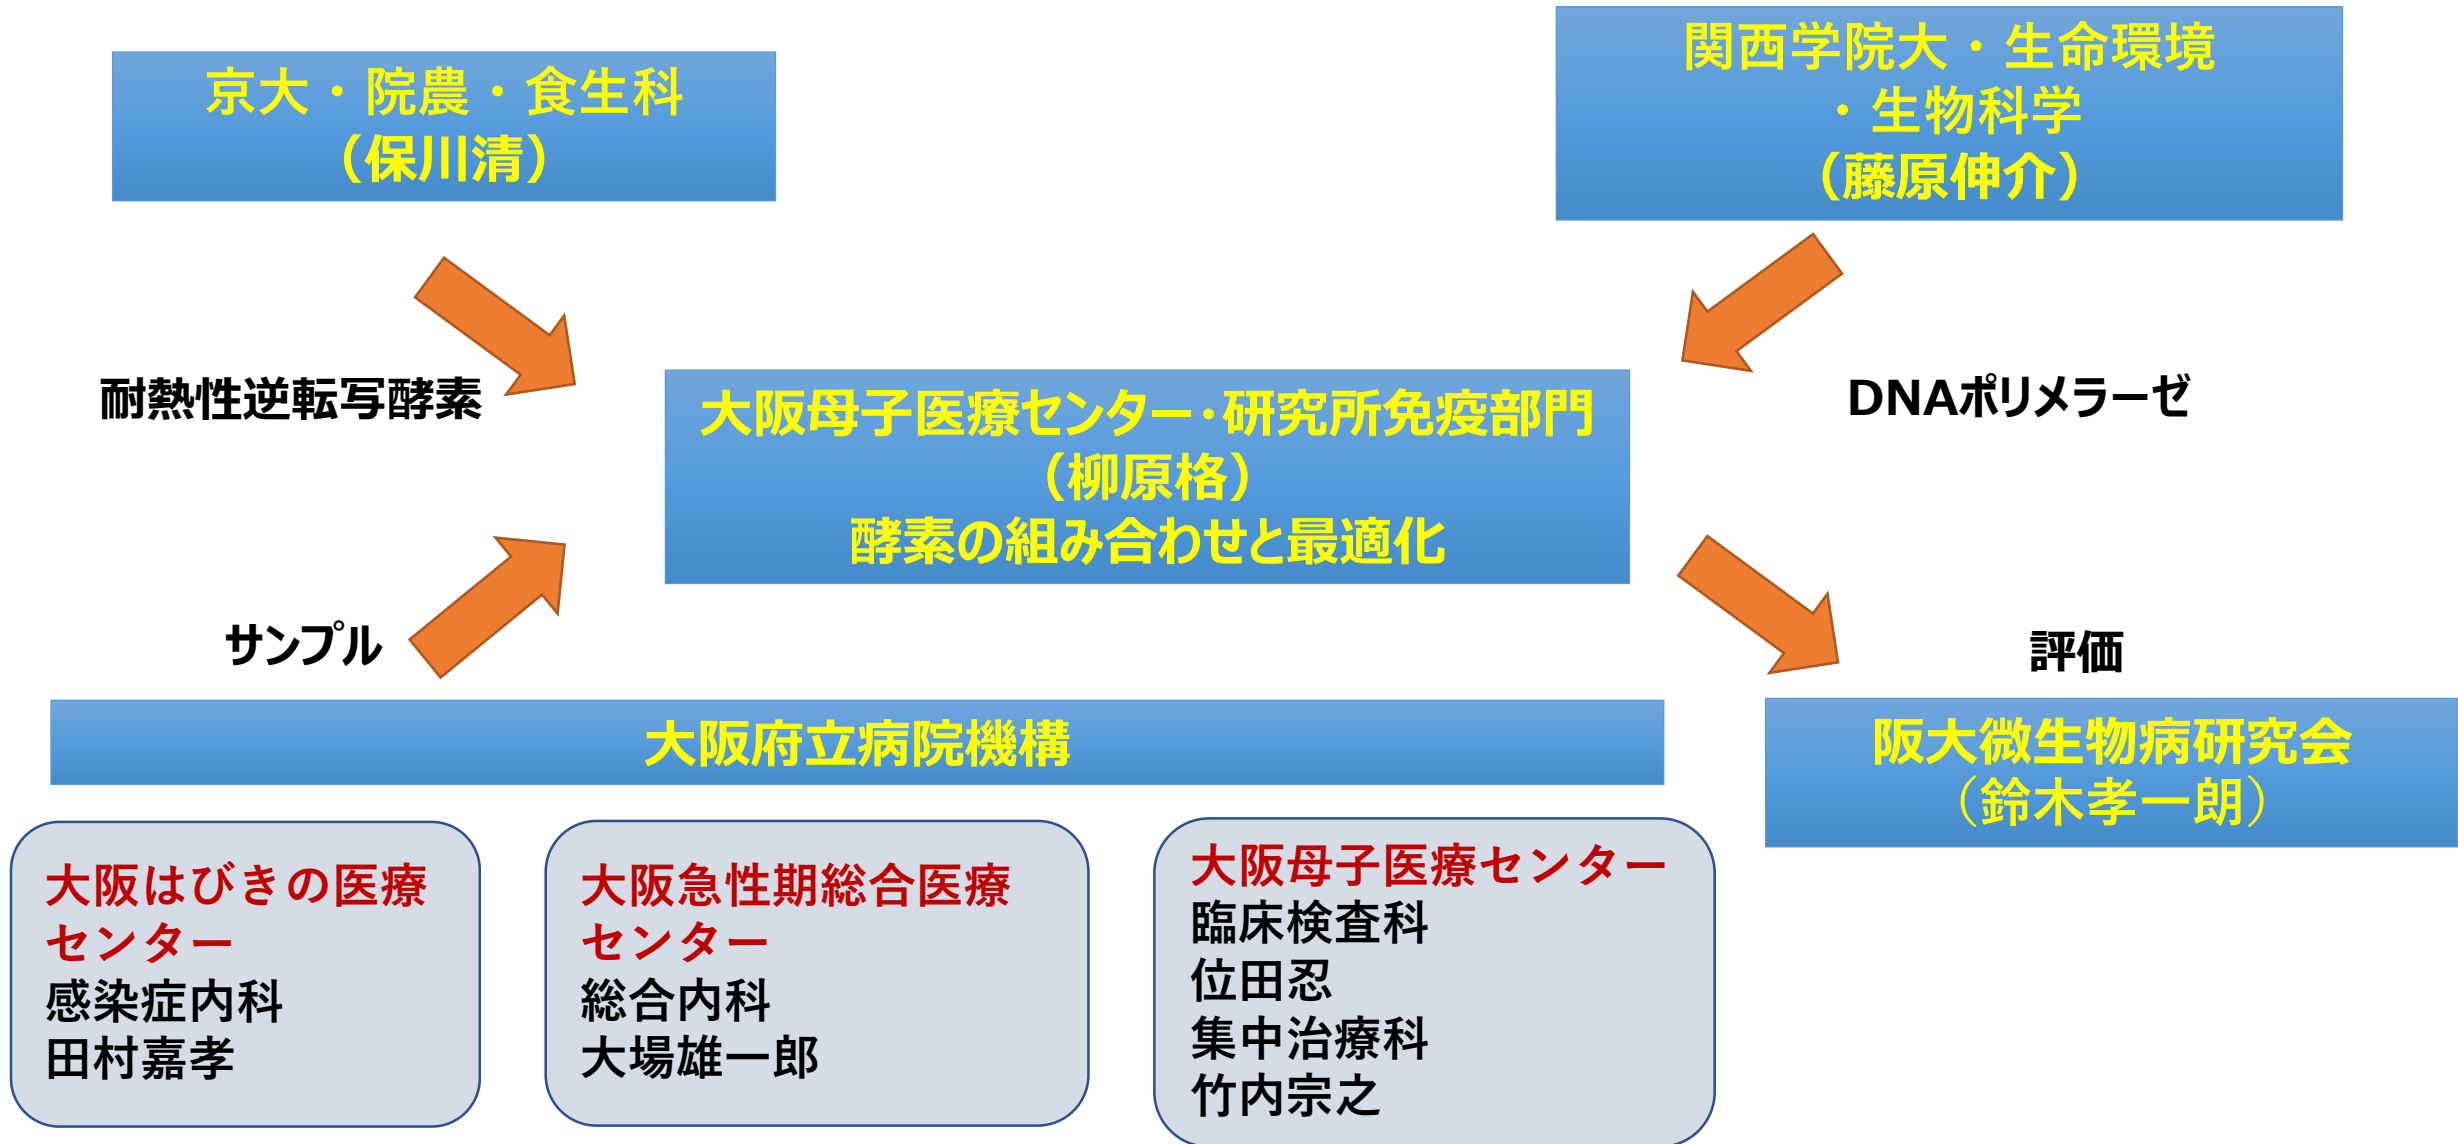 京大・院農・食生科
（保川清）
関西学院大・生命環境
・生物科学
（藤原伸介）
耐熱性逆転写酵素
DNAポリメラーゼ
大阪母子医療センター・研究所免疫部門
（柳原格）
酵素の組み合わせと最適化
サンプル
評価
大阪府立病院機構
阪大微生物病研究会
（鈴木孝一朗）
大阪はびきの医療
センター
感染症内科
田村嘉孝
大阪急性期総合医療
センター
総合内科
大場雄一郎
大阪母子医療センター
臨床検査科
位田忍
集中治療科
竹内宗之